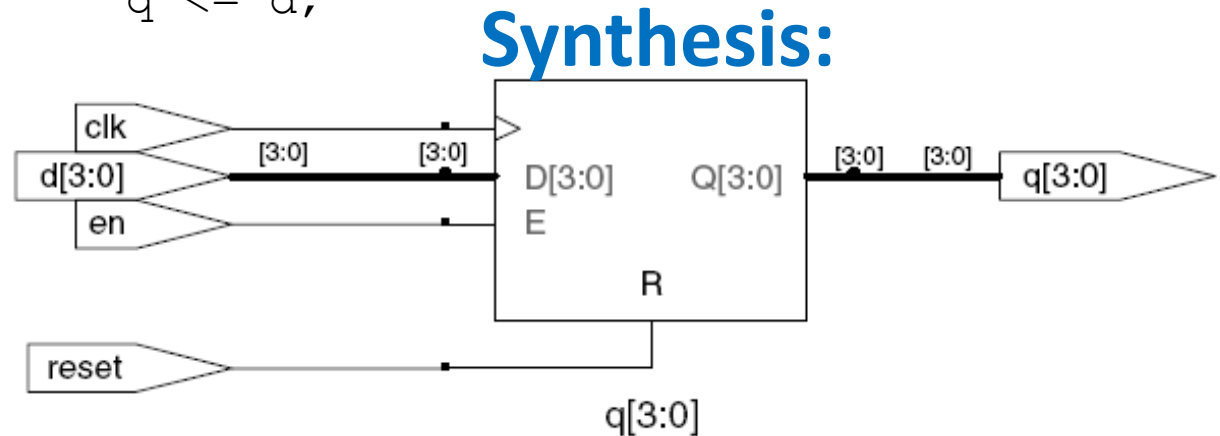 q <= d;
Synthesis:
clk
[3:0] [3:0] [3:0] [3:0]
d[3:0] D[3:0] Q[3:0] q[3:0]
en E
R
reset
q[3:0]